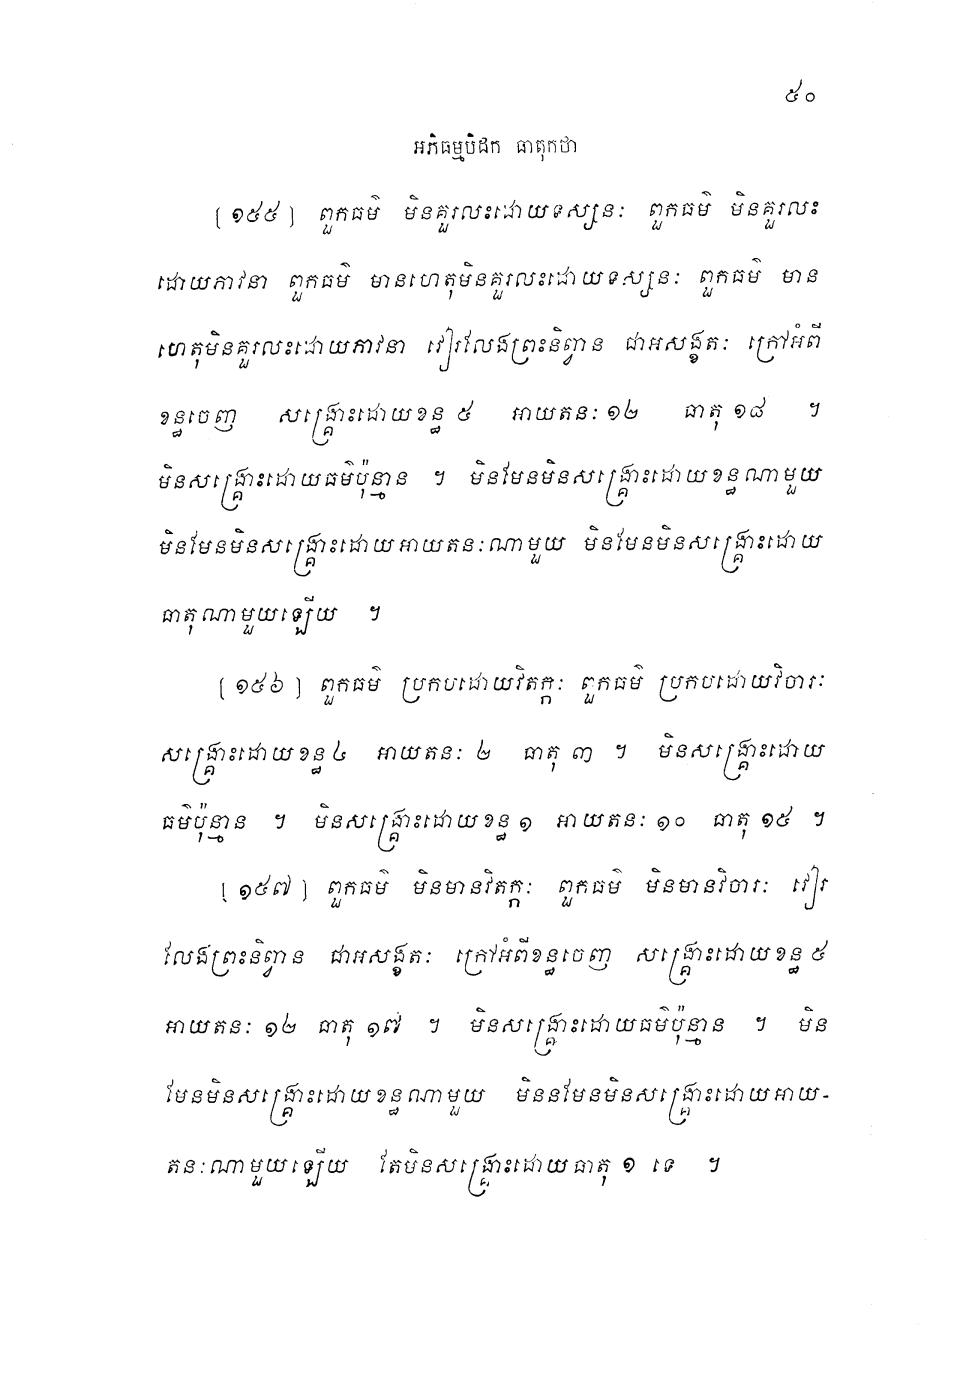 ៥០
អភិធម្មបិដក ធាតុកថា
[១៥៥] ពួកធម៌ មិនគួរលះដោយទស្សនៈ ពួកធម៌ មិនគួរលះ
ដោយភាវនា ពួកធម៌ មានហេតុមិនគួរលះដោយទស្សនៈ ពួកធម៌ មាន
ហេតុមិនគួរលះដោយភាវនា វៀរលែងព្រះនិព្វាន ជាអសង្ខតៈ ក្រៅអំពី
ខន្ធចេញ សង្គ្រោះដោយខន្ធ ៥ អាយតនៈ ១២ ធាតុ ១៨ ។
មិនសង្គ្រោះដោយធម៌ប៉ុន្មាន ។ មិនមែនមិនសង្គ្រោះដោយខន្ធណាមួយ
មិនមែនមិនសង្គ្រោះដោយអាយតនៈណាមួយ មិនមែនមិនសង្គ្រោះដោយ
ធាតុណាមួយឡើយ ។
[១៥៦] ពួកធម៌ ប្រកបដោយវិតក្កៈ ពួកធម៌ ប្រកបដោយវិចារៈ
សង្គ្រោះដោយខន្ធ ៤ អាយតនៈ ២ ធាតុ ៣ ។ មិនសង្គ្រោះដោយ
ធម៌ប៉ុន្មាន ។ មិនសង្គ្រោះដោយខន្ធ ១ អាយតនៈ ១០ ធាតុ ១៥ ។
[១៥៧] ពួកធម៌ មិនមានវិតក្កៈ ពួកធម៌ មិនមានវិចារៈ វៀរ
លែងព្រះនិព្វាន ជាអសង្ខតៈ ក្រៅអំពីខន្ធចេញ សង្គ្រោះដោយខន្ធ ៥
អាយតនៈ ១២ ធាតុ ១៧ ។ មិនសង្គ្រោះដោយធម៌ប៉ុន្មាន ។ មិន
មែនមិនសង្គ្រោះដោយខន្ធណាមួយ មិននមែនមិនសង្គ្រោះដោយអាយ-
តនៈណាមួយឡើយ តែមិនសង្គ្រោះដោយធាតុ ១ ទេ ។